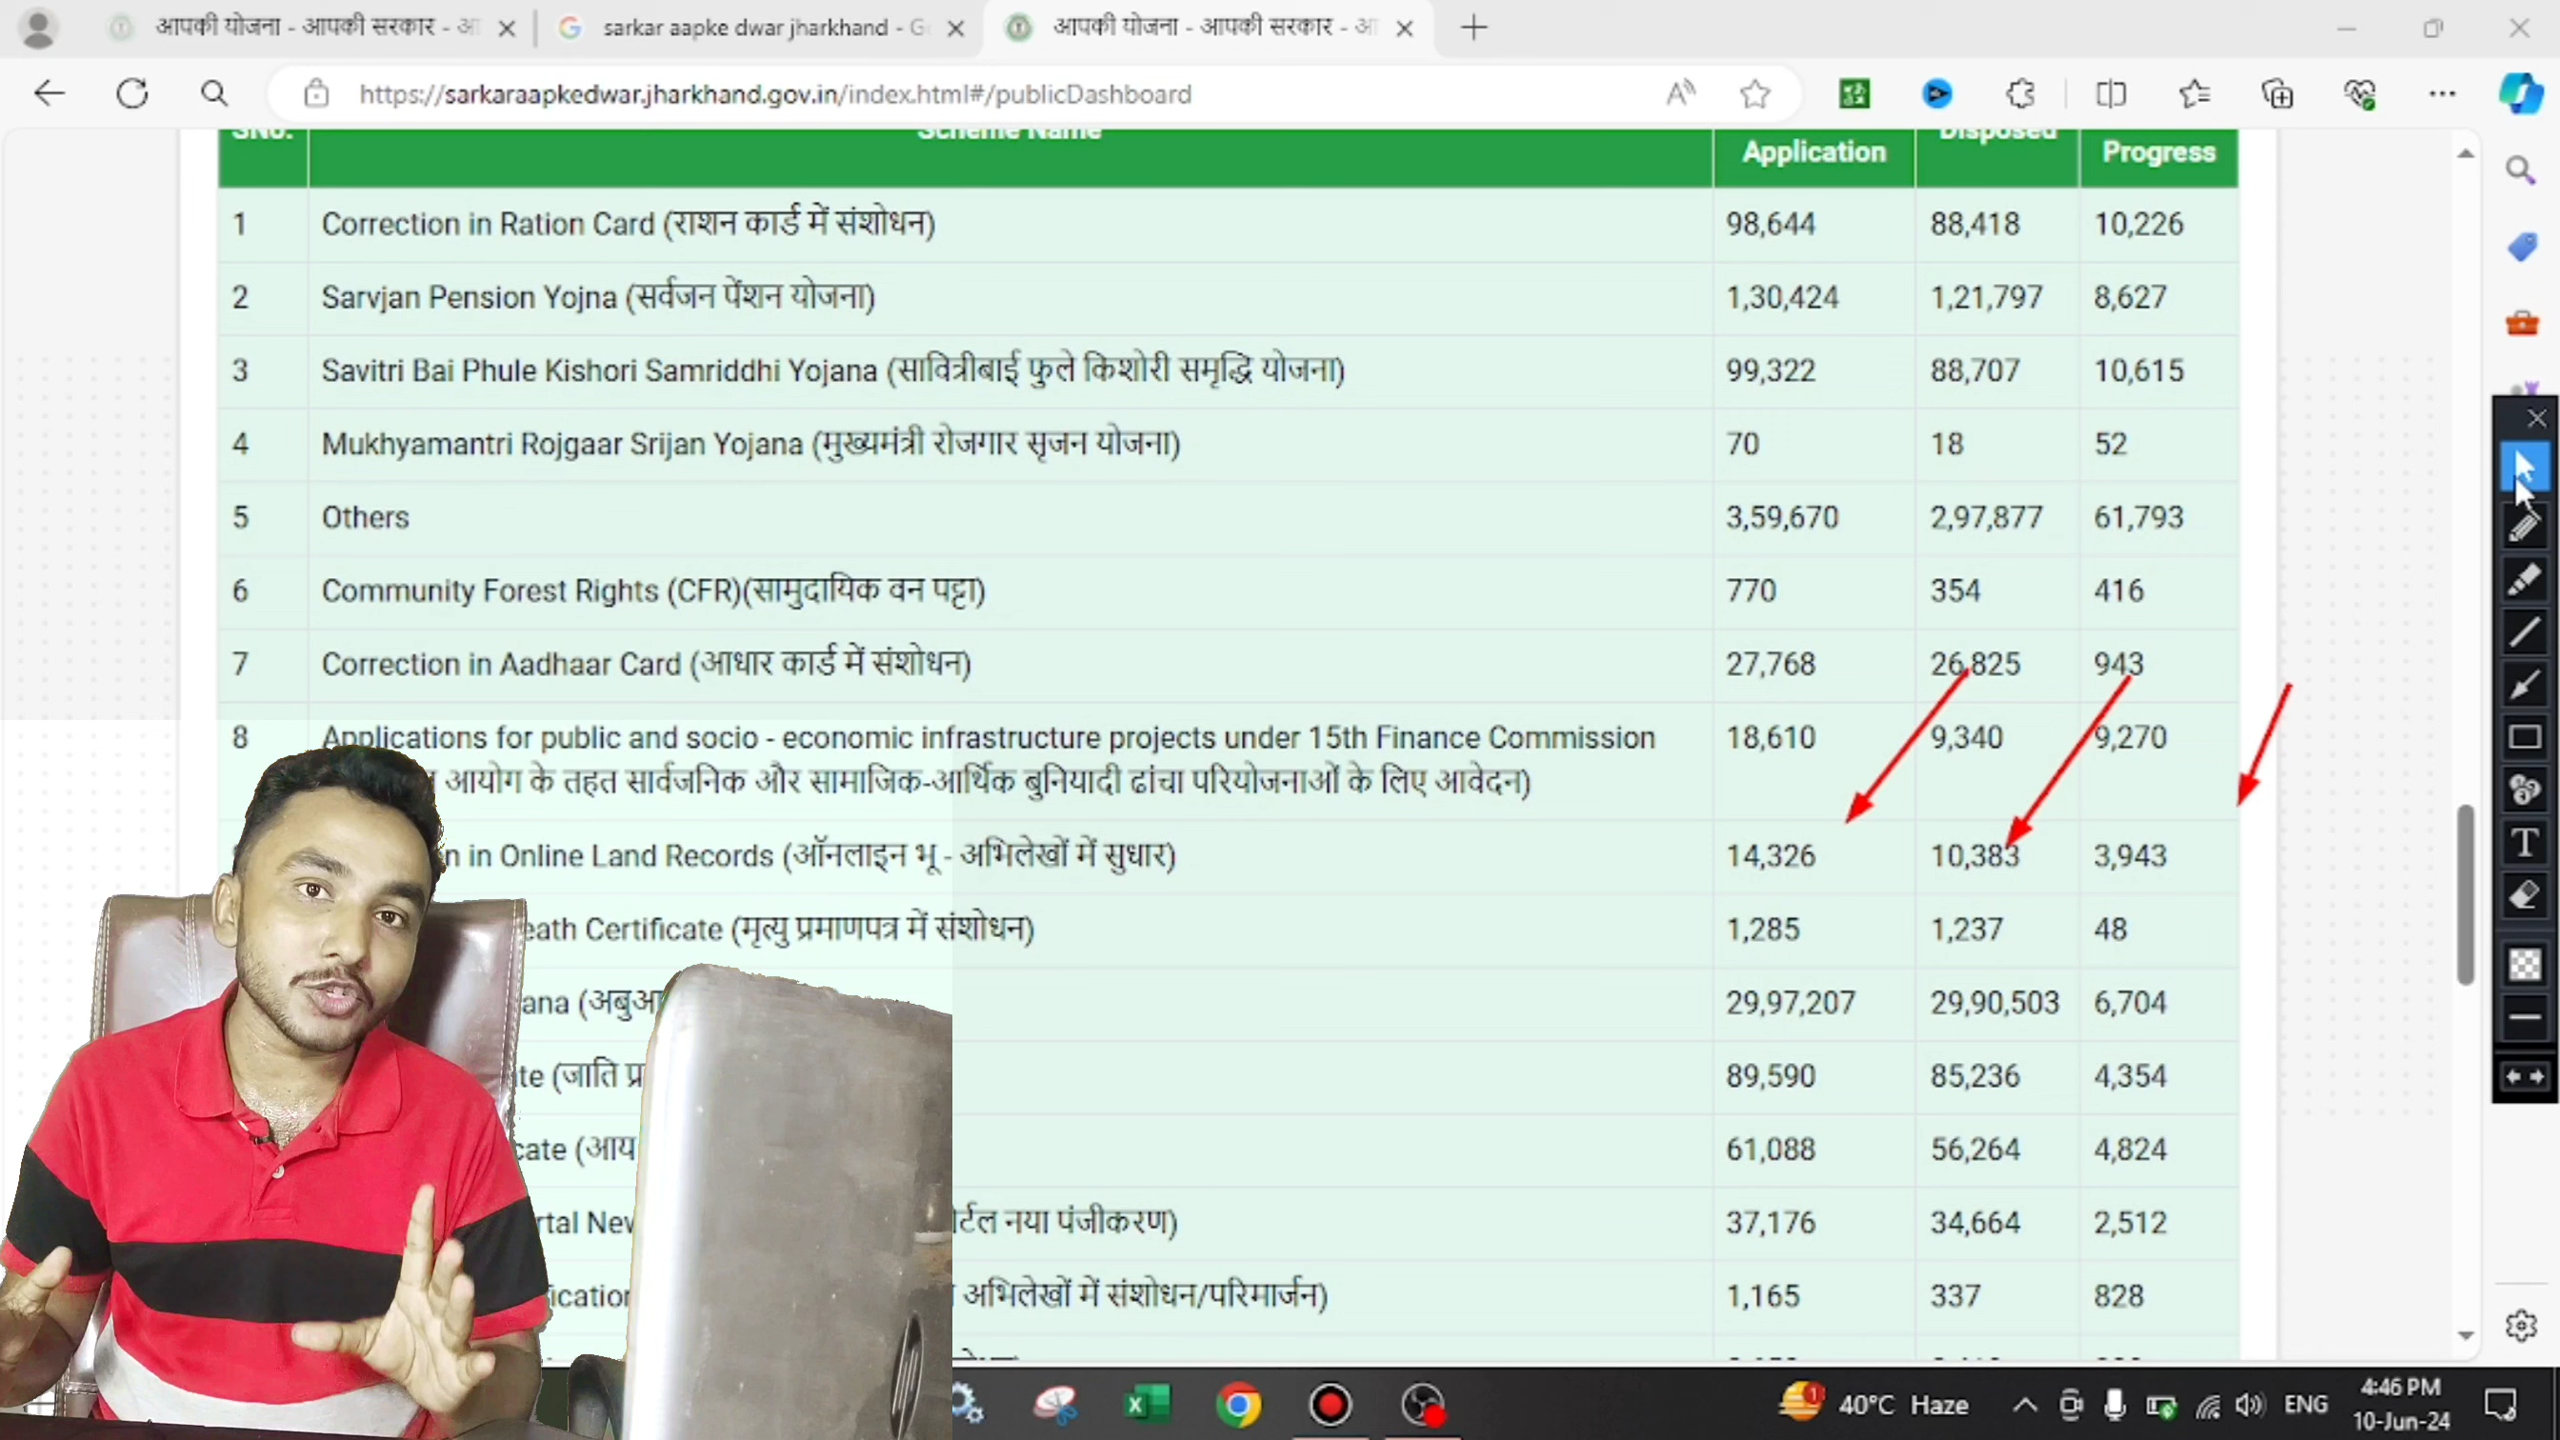 आपकी योजना - आपकी सरकार - आ
sarkar aapke dwar jharkhand - G
आपकी योजना - आपकी सरकार - आ
https://sarkaraapkedwar.jharkhand.gov.in/index.html#/publicDashboard
SNo. Scheme Name Application Disposed Progress
1 Correction in Ration Card (राशन कार्ड में संशोधन) 98,644 88,418 10,226
2 Sarvjan Pension Yojna (सर्वजन पेंशन योजना) 1,30,424 1,21,797 8,627
3 Savitri Bai Phule Kishori Samriddhi Yojana (सावित्रीबाई फुले किशोरी समृद्धि योजना) 99,322 88,707 10,615
4 Mukhyamantri Rojgaar Srijan Yojana (मुख्यमंत्री रोजगार सृजन योजना) 70 18 52
5 Others 3,59,670 2,97,877 61,793
6 Community Forest Rights (CFR)(सामुदायिक वन पट्टा) 770 354 416
7 Correction in Aadhaar Card (आधार कार्ड में संशोधन) 27,768 26,825 943
8 Applications for public and socio - economic infrastructure projects under 15th Finance Commission 18,610 9,340 9,270
आयोग के तहत सार्वजनिक और सामाजिक-आर्थिक बुनियादी ढांचा परियोजनाओं के लिए आवेदन)
n in Online Land Records (ऑनलाइन भू - अभिलेखों में सुधार) 14,326 10,383 3,943
eath Certificate (मृत्यु प्रमाणपत्र में संशोधन) 1,285 1,237 48
ana (अबुआ 29,97,207 29,90,503 6,704
te (जाति प्र 89,590 85,236 4,354
cate (आय 61,088 56,264 4,824
rtal New र्टल नया पंजीकरण) 37,176 34,664 2,512
ication अभिलेखों में संशोधन/परिमार्जन) 1,165 337 828
T
1 40°C Haze ENG 4:46 PM
10-Jun-24